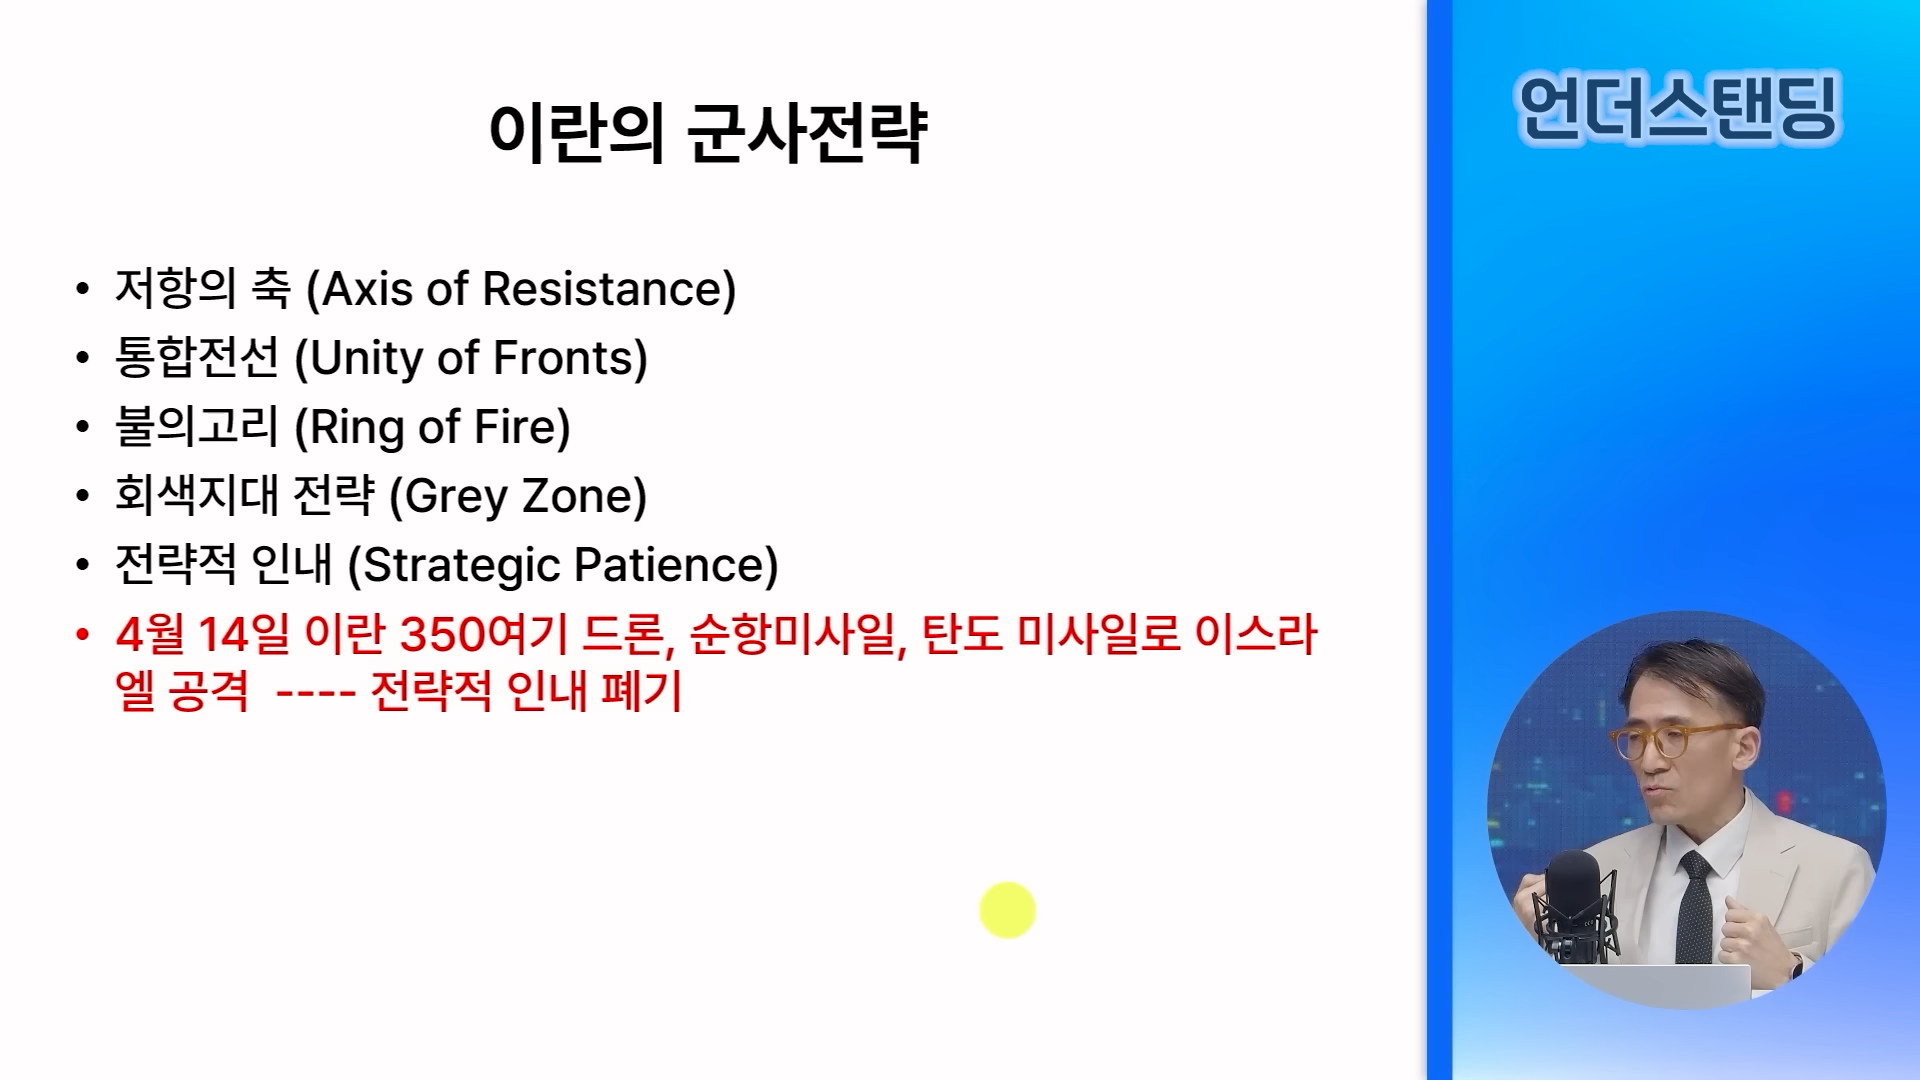 이란의 군사전략
언더스탠딩
• 저항의 축 (Axis of Resistance)
• 통합전선 (Unity of Fronts)
• 불의고리 (Ring of Fire)
• 회색지대 전략 (Grey Zone)
• 전략적 인내 (Strategic Patience)
• 4월 14일 이란 350여기 드론, 순항미사일, 탄도 미사일로 이스라
엘 공격 ---- 전략적 인내 폐기